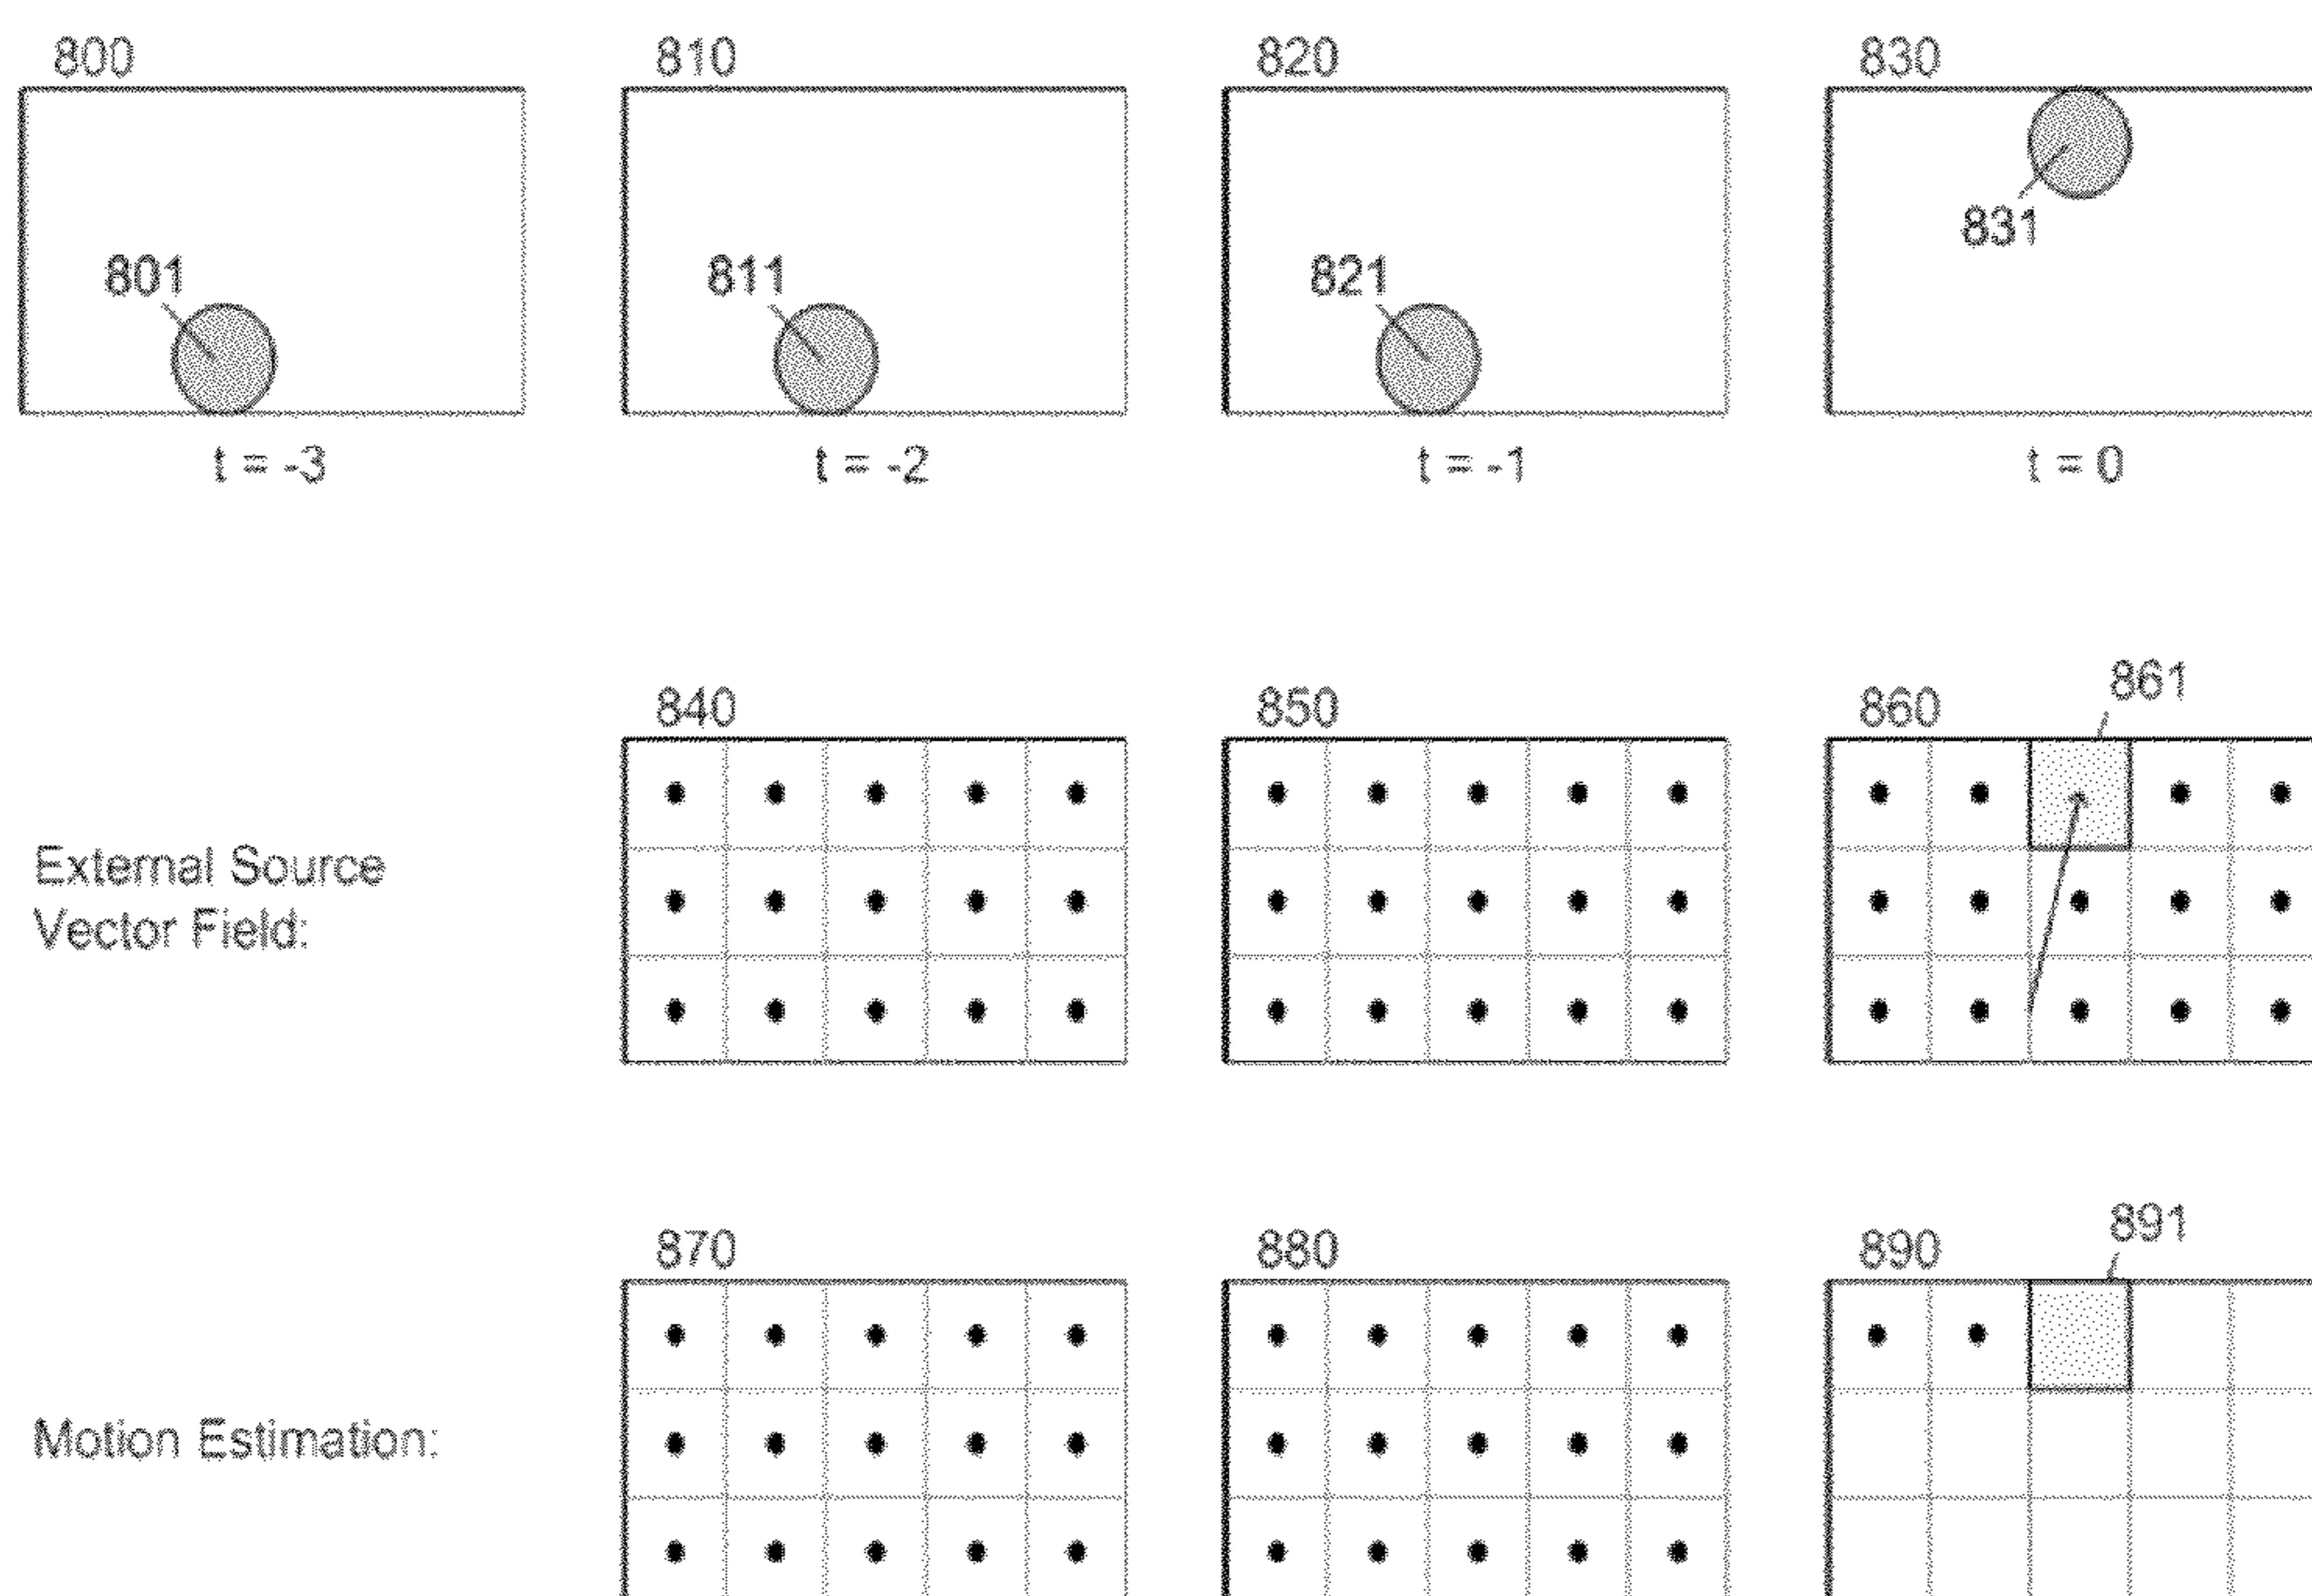 800
810
820
830
801
811
821
831
t = -3
t = -2
t = -1
t = 0
840
850
860
861
External Source
Vector Field:
870
880
890
891
Motion Estimation: